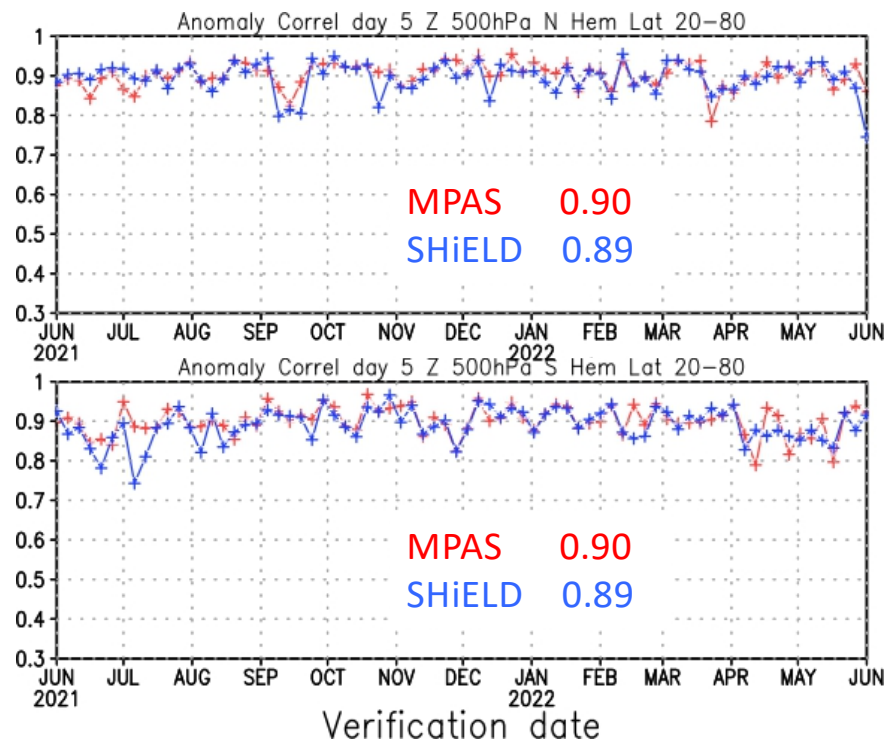 Anomaly Correl day 5 Z 500hPa N Hem Lat 20-80
1
0.9
0.8
0.7
0.6
0.5
0.4
0.3
MPAS 0.90
SHiELD 0.89
JUN JUL AUG SEP OCT NOV DEC JAN FEB MAR APR MAY JUN
2021 2022
Anomaly Correl day 5 Z 500hPa S Hem Lat 20-80
1
0.9
0.8
0.7
0.6
0.5
0.4
0.3
MPAS 0.90
SHiELD 0.89
JUN JUL AUG SEP OCT NOV DEC JAN FEB MAR APR MAY JUN
2021 2022
Verification date